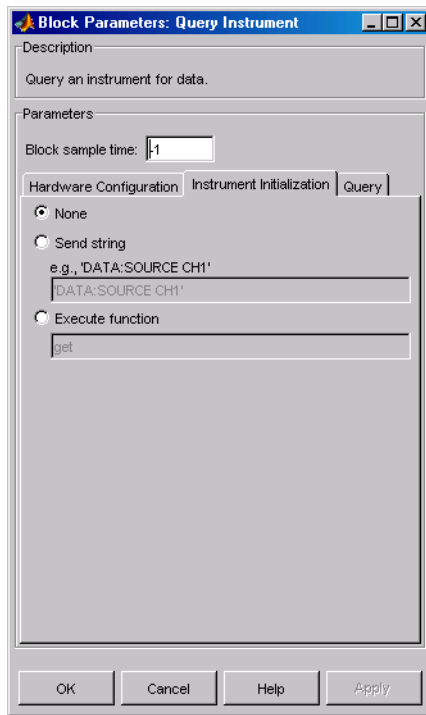 Block Parameters: Query Instrument
Description
Query an instrument for data.
Parameters
Block sample time: -1
Hardware Configuration Instrument Initialization Query
None
Send string
e.g., 'DATA:SOURCE CH1'
'DATA:SOURCE CH1'
Execute function
get
OK Cancel Help Apply